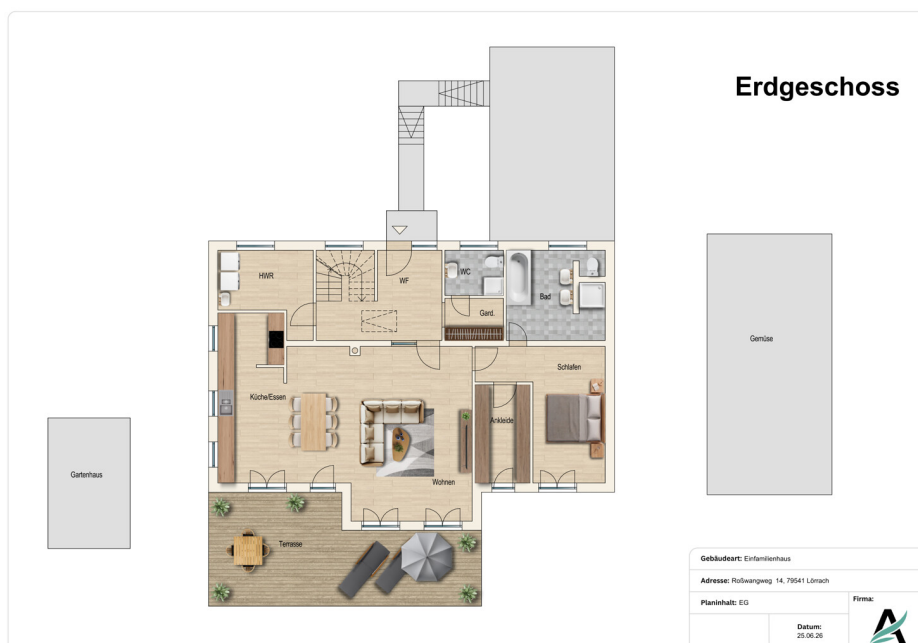 Erdgeschoss
HWR
WF
WC
Bad
Gard.
Gemüse
Schlafen
Küche/Essen
Ankleide
Gartenhaus
Wohnen
Terrasse
Gebäudeart: Einfamilienhaus
Adresse: Roßwangweg 14, 79541 Lörrach
Planinhalt: EG
Firma:
Datum:
25.06.26